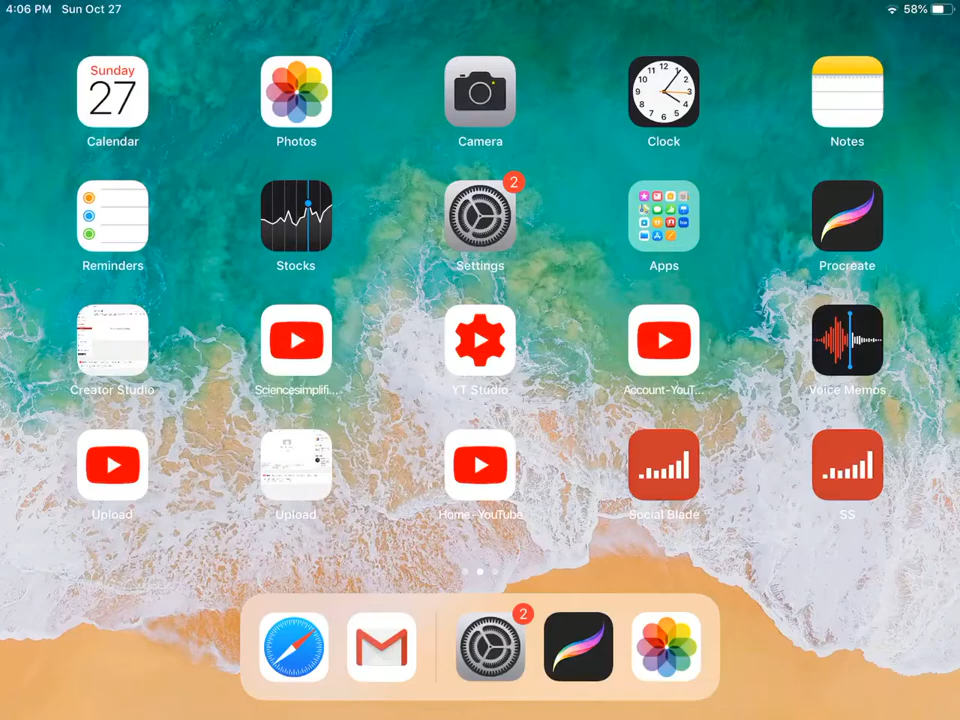 4:06 PM Sun Oct 27 58%
Sunday
27
Calendar Photos Camera Clock Notes
2
Reminders Stocks Settings Apps Procreate
Creator Studio Sciencesimplifi... YT Studio Account-YouT... Voice Memos
Upload Upload Home-YouTube Social Blade SS
2